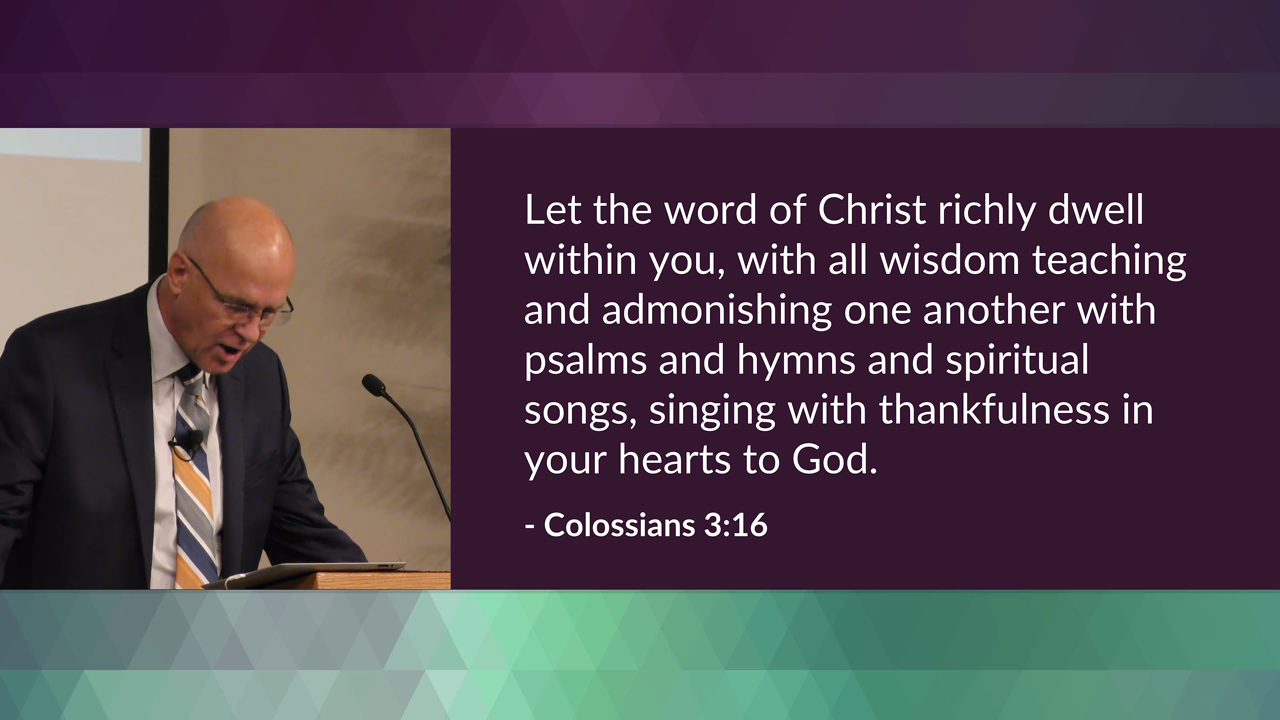 Let the word of Christ richly dwell
within you, with all wisdom teaching
and admonishing one another with
psalms and hymns and spiritual
songs, singing with thankfulness in
your hearts to God.
- Colossians 3:16